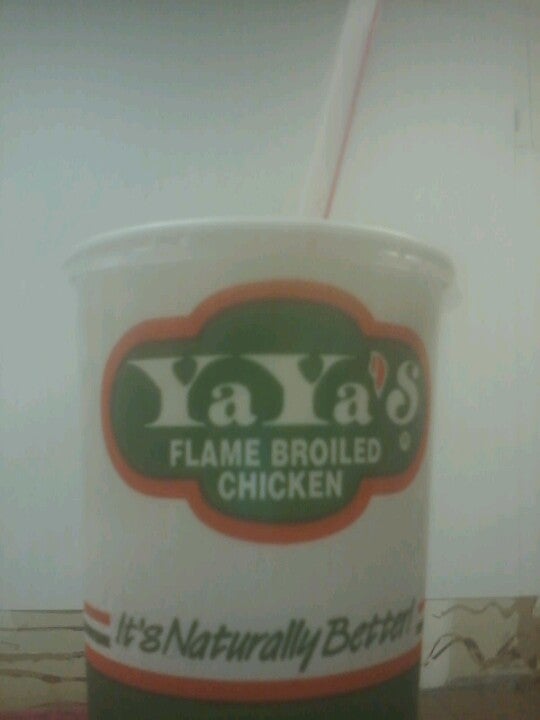 YaYa's
FLAME BROILED
CHICKEN
It's Naturally Better!